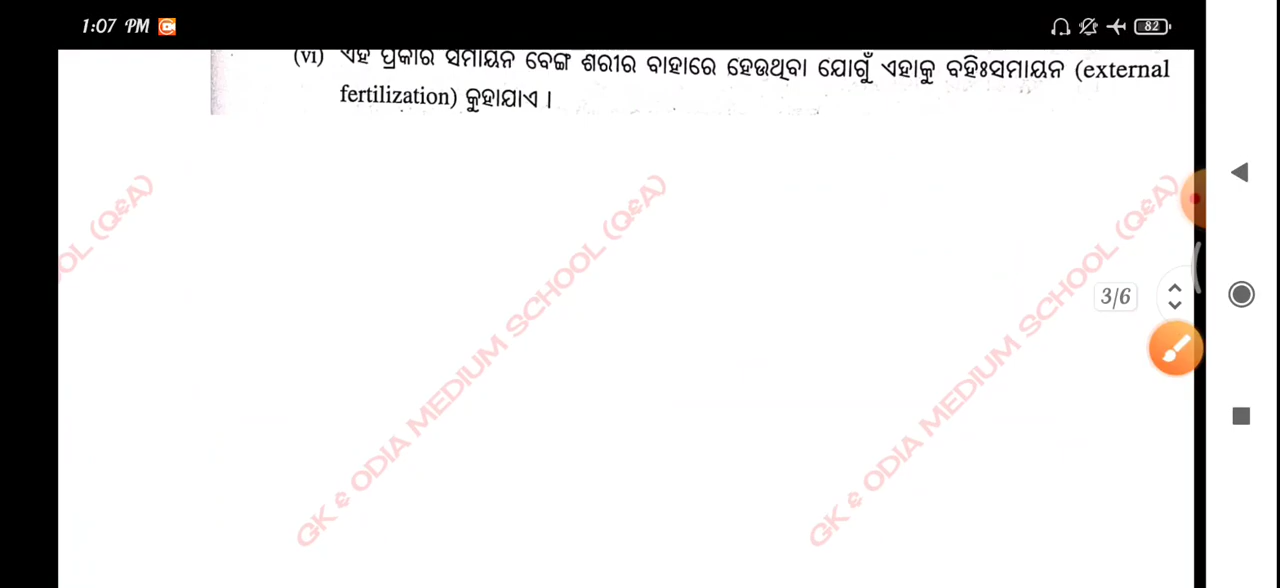 1:07 PM
82
(vi) ଏହି ପ୍ରକାର ସମାୟନ ବେଙ୍ଗ ଶରୀର ବାହାରେ ହେଉଥିବା ଯୋଗୁଁ ଏହାକୁ ବହିଃସମାୟନ (external
fertilization) କୁହାଯାଏ ।
OOL (Q&A)
GK & ODIA MEDIUM SCHOOL (Q&A)
GK & ODIA MEDIUM SCHOOL (Q&A)
3/6